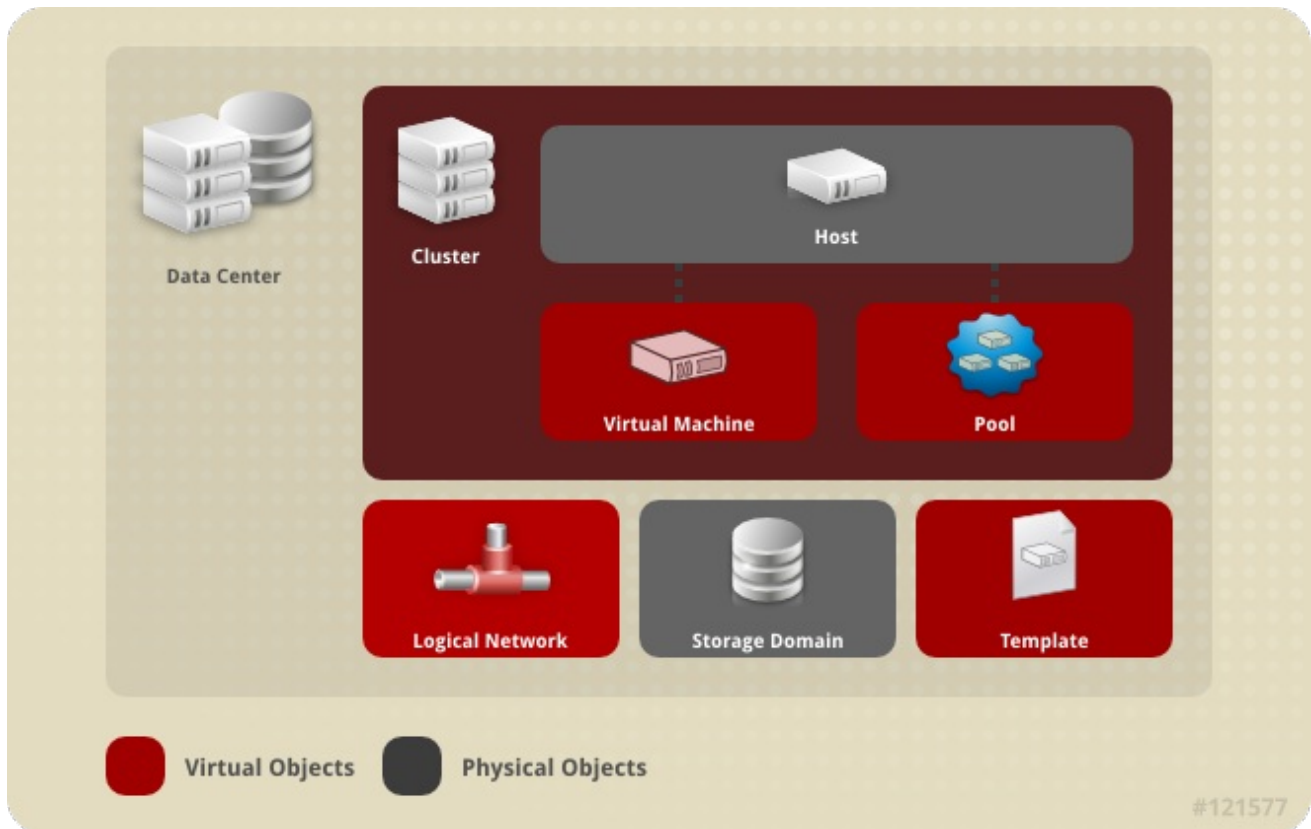 Data Center
Cluster
Host
Virtual Machine
Pool
Logical Network
Storage Domain
Template
Virtual Objects
Physical Objects
#121577